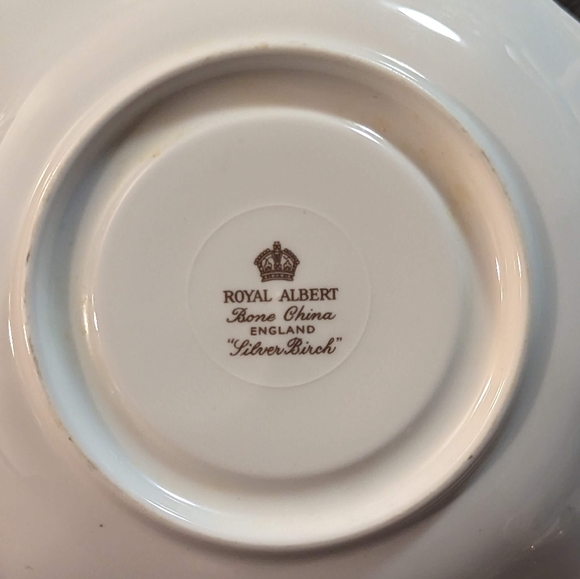 ROYAL ALBERT
Bone China
ENGLAND
"Silver Birch"